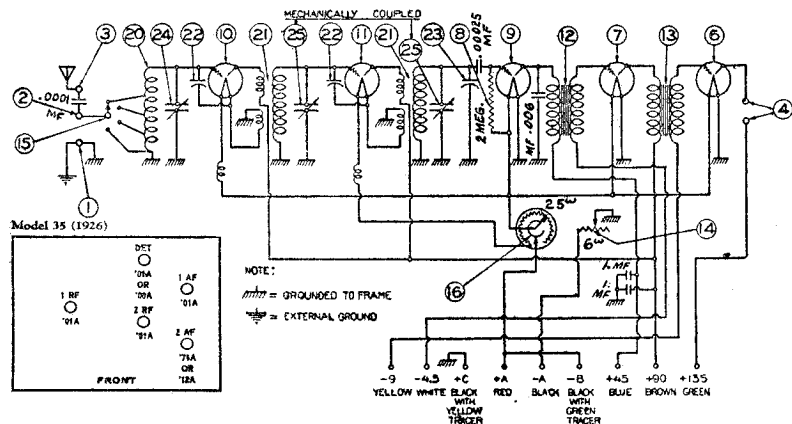 MECHANICALLY COUPLED
3 20 24 22 10 21 25 22 11 21 25 23 8 .00025 MF 9 12 7 13 6
2 .0001 MF
15
1
2 MEG.
MF .006
4
25ω
6ω
14
16
1. MF
1. MF
Model 35 (1926)
DET
'01A
OR
'00A
1 AF
'01A
1 RF
'01A
2 RF
'01A
2 AF
'71A
OR
'12A
FRONT
NOTE:
= GROUNDED TO FRAME
= EXTERNAL GROUND
-9 -4.5 +C +A -A -B +45 +90 +135
YELLOW WHITE BLACK WITH YELLOW TRACER RED BLACK BLACK WITH GREEN TRACER BLUE BROWN GREEN